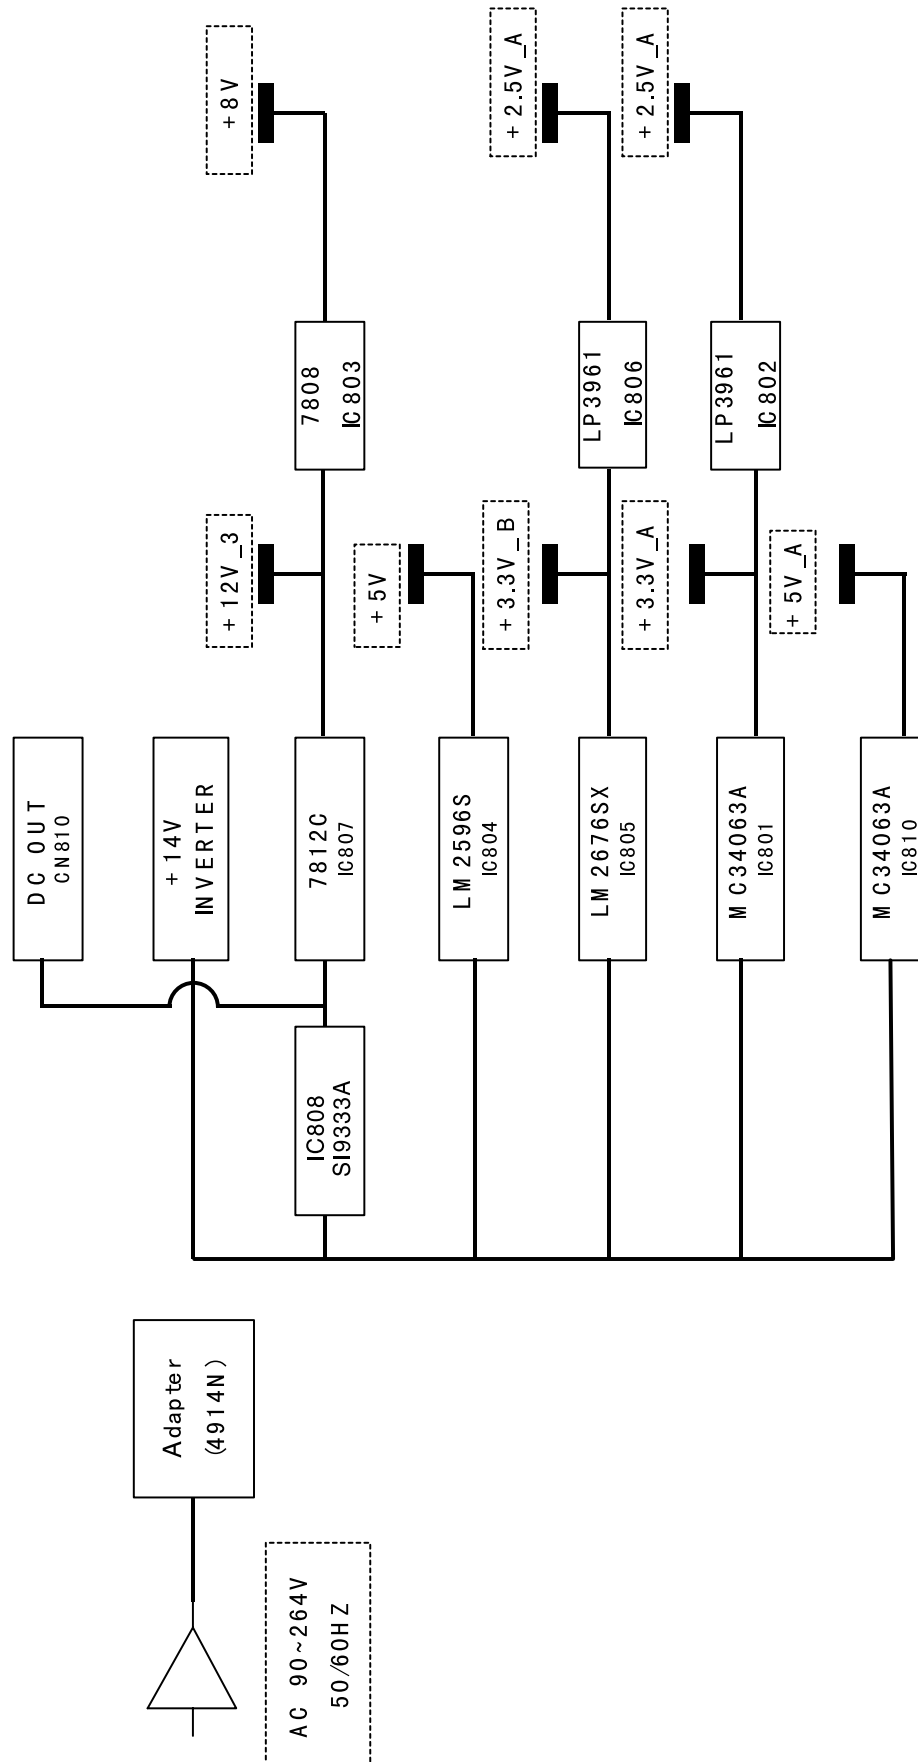 AC 90~264V
50/60HZ
Adapter
(4914N)
DC OUT
CN810
+14V
INVERTER
IC808
SI9333A
7812C
IC807
+12V_3
7808
IC803
+8V
LM2596S
IC804
+5V
LM2676SX
IC805
+3.3V_B
LP3961
IC806
+2.5V_A
MC34063A
IC801
+3.3V_A
LP3961
IC802
+2.5V_A
MC34063A
IC810
+5V_A